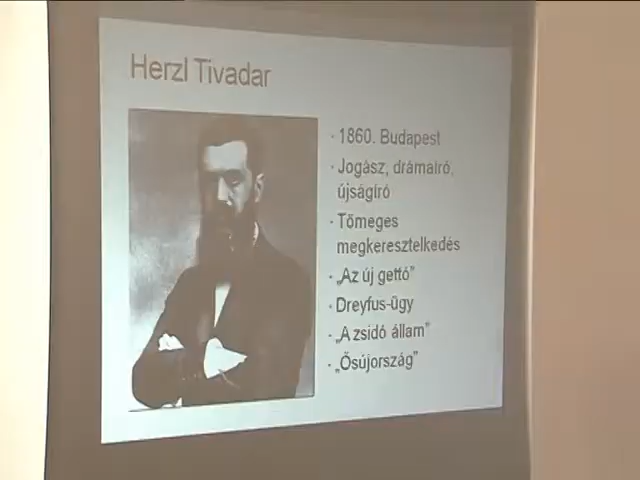 Herzl Tivadar
· 1860. Budapest
· Jogász, drámaíró,
újságíró
· Tömeges
megkeresztelkedés
· „Az új gettó”
· Dreyfus-ügy
· „A zsidó állam”
· „Ősújország”